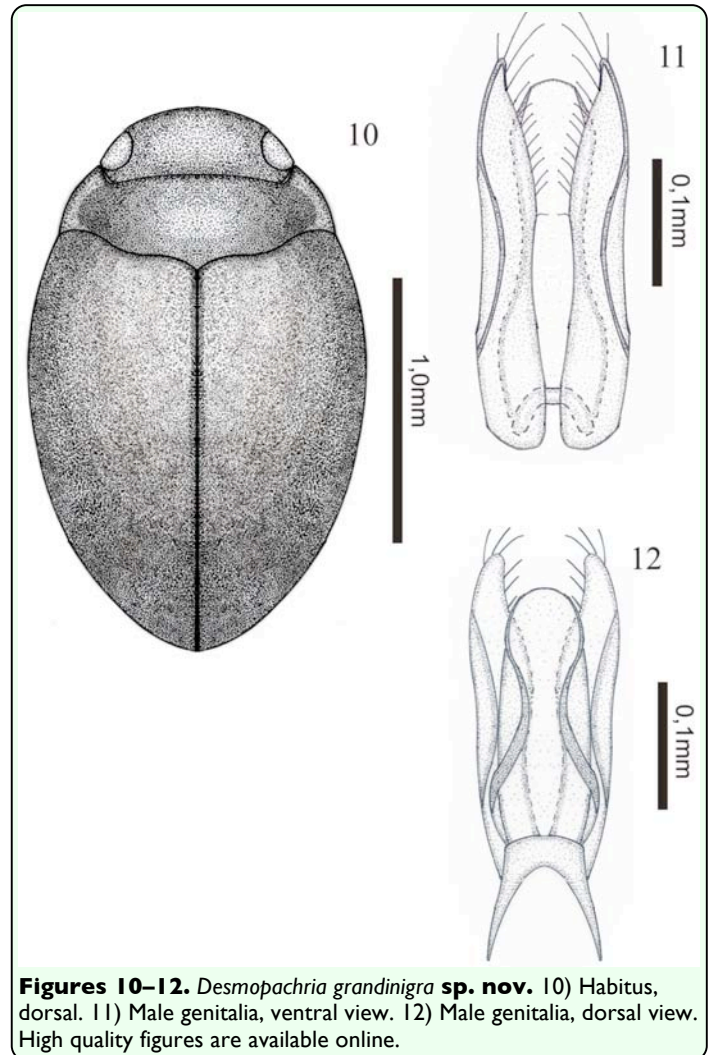 10
1,0mm
11
0,1mm
12
0,1mm
Figures 10–12. Desmopachria grandinigra sp. nov. 10) Habitus,
dorsal. 11) Male genitalia, ventral view. 12) Male genitalia, dorsal view.
High quality figures are available online.